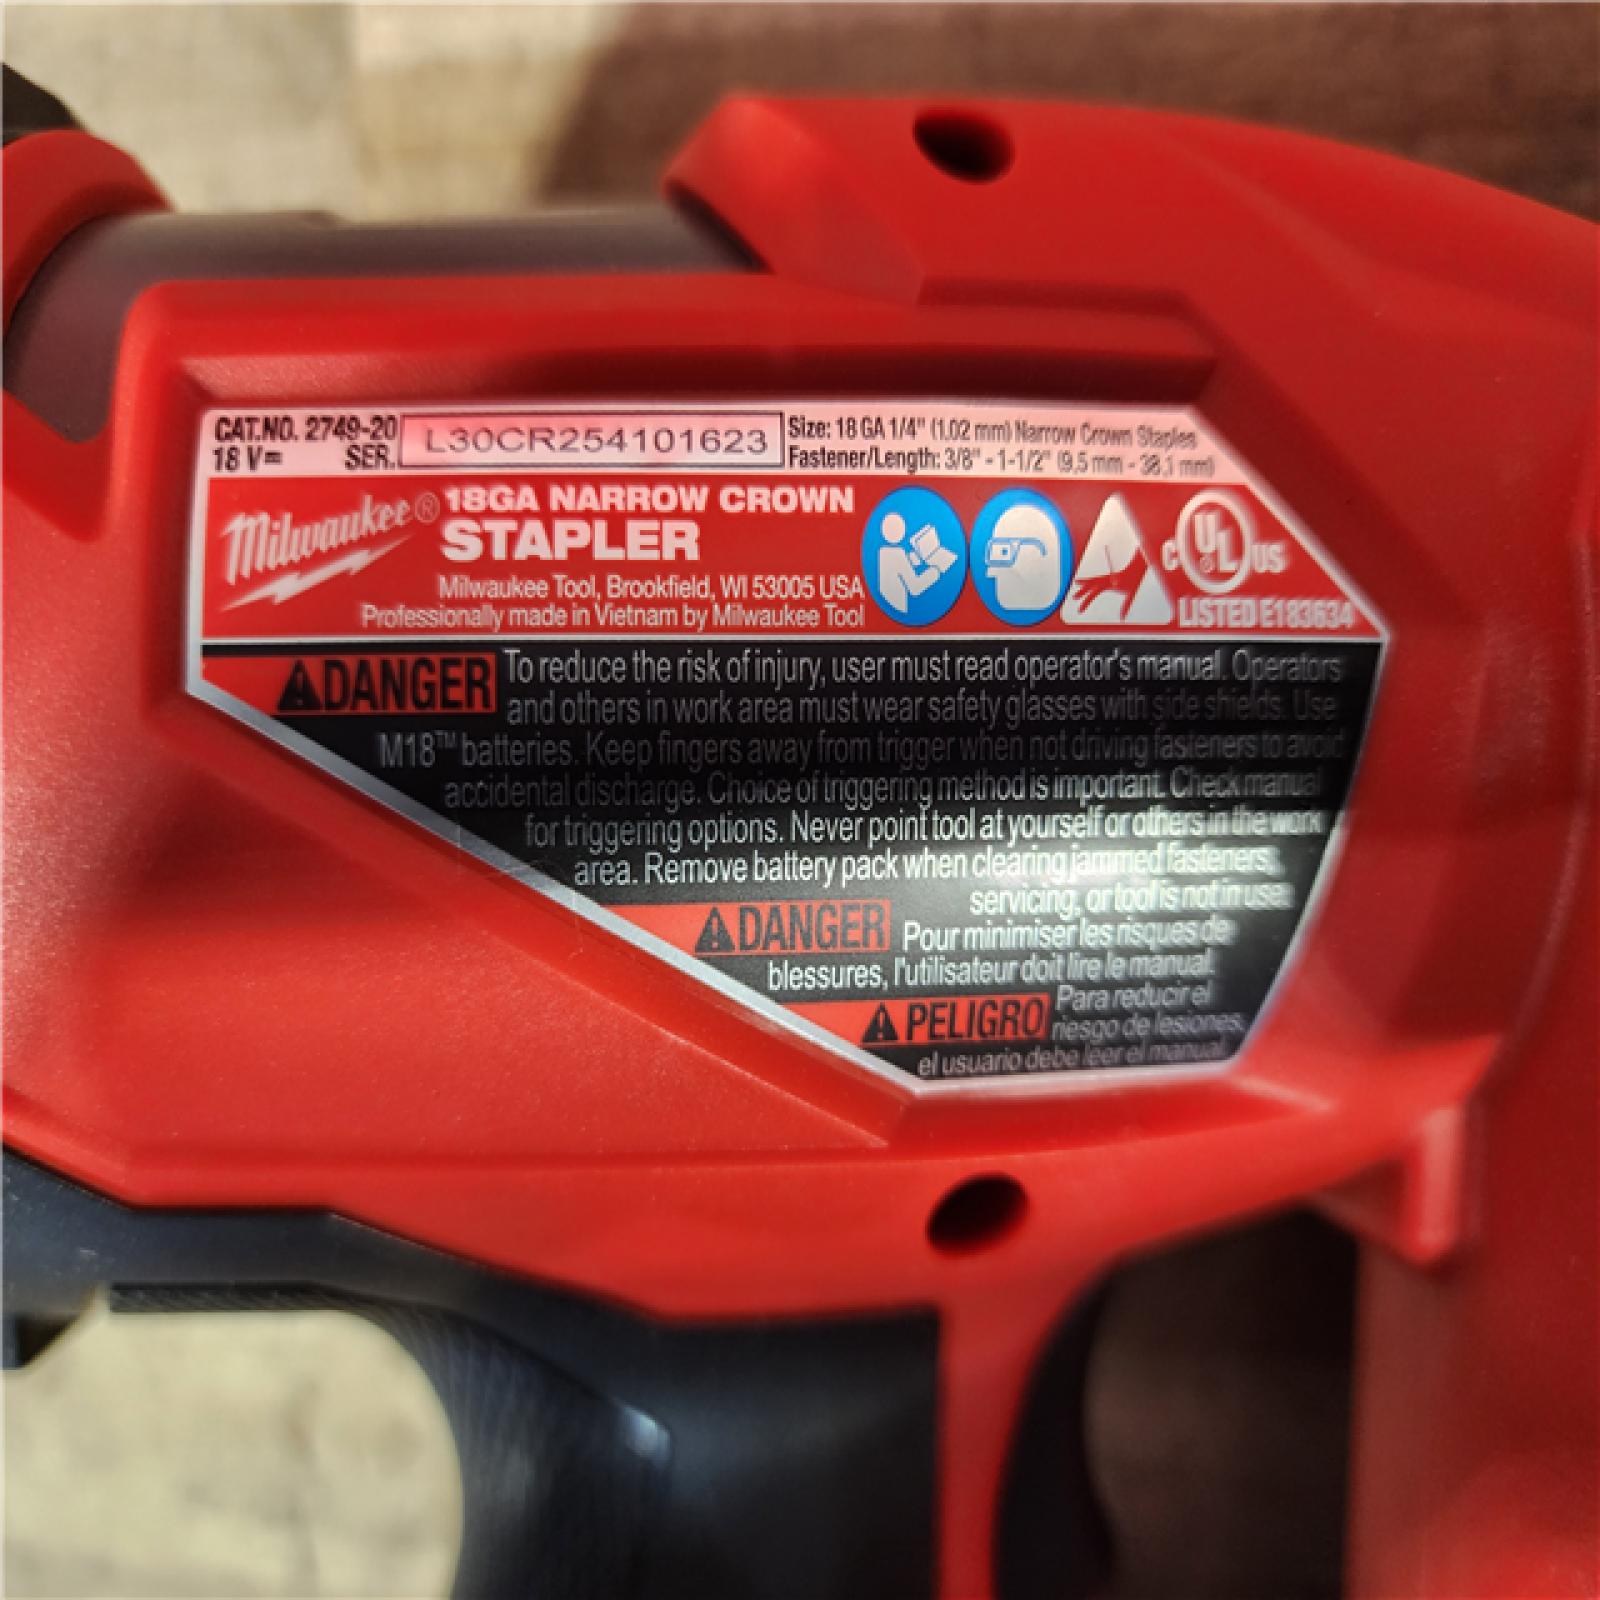 CAT.NO. 2749-20
18 V⎓ SER. L30CR254101623
Size: 18 GA 1/4" (1.02 mm) Narrow Crown Staples
Fastener/Length: 3/8" - 1-1/2" (9.5 mm - 38.1 mm)
Milwaukee®
18GA NARROW CROWN
STAPLER
Milwaukee Tool, Brookfield, WI 53005 USA
Professionally made in Vietnam by Milwaukee Tool
C UL US
LISTED E183634
DANGER To reduce the risk of injury, user must read operator's manual. Operators
and others in work area must wear safety glasses with side shields. Use
M18™ batteries. Keep fingers away from trigger when not driving fasteners to avoid
accidental discharge. Choice of triggering method is important. Check manual
for triggering options. Never point tool at yourself or others in the work
area. Remove battery pack when clearing jammed fasteners,
servicing, or tool is not in use.
DANGER Pour minimiser les risques de
blessures, l'utilisateur doit lire le manual.
PELIGRO Para reducir el
riesgo de lesiones,
el usuario debe leer el manual.